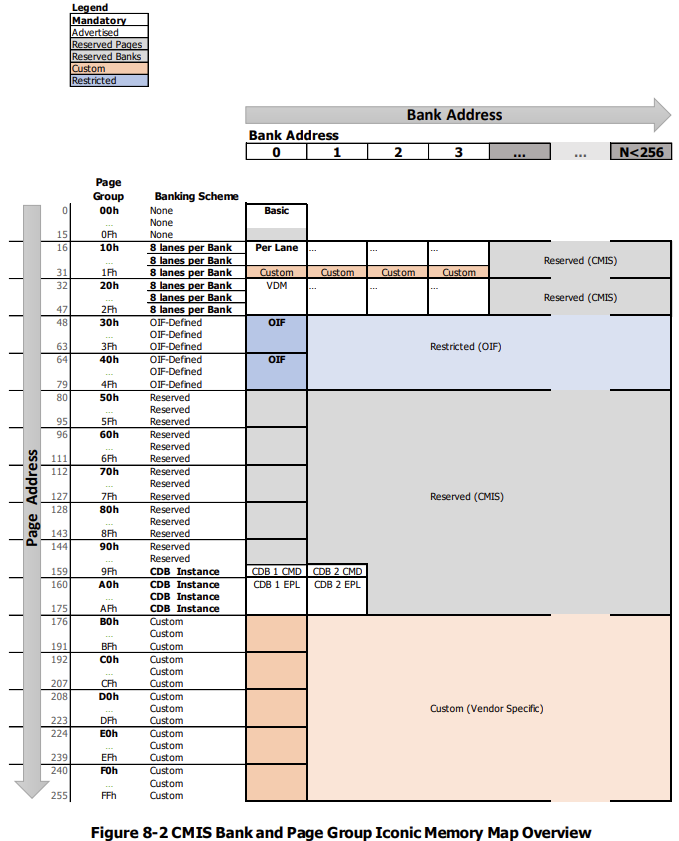 Legend
Mandatory
Advertised
Reserved Pages
Reserved Banks
Custom
Restricted
Bank Address
Bank Address
0 1 2 3 ... ... N<256
Page
Group Banking Scheme
0 00h None Basic
... None
15 0Fh None
16 10h 8 lanes per Bank Per Lane ... ... ...
... 8 lanes per Bank Reserved (CMIS)
31 1Fh 8 lanes per Bank Custom Custom Custom Custom
32 20h 8 lanes per Bank VDM ... ... ...
... 8 lanes per Bank Reserved (CMIS)
47 2Fh 8 lanes per Bank
48 30h OIF-Defined OIF
... OIF-Defined
63 3Fh OIF-Defined Restricted (OIF)
64 40h OIF-Defined OIF
... OIF-Defined
79 4Fh OIF-Defined
80 50h Reserved
... Reserved
95 5Fh Reserved
96 60h Reserved
... Reserved
111 6Fh Reserved
112 70h Reserved
... Reserved
127 7Fh Reserved Reserved (CMIS)
128 80h Reserved
... Reserved
143 8Fh Reserved
144 90h Reserved
... Reserved
159 9Fh CDB Instance CDB 1 CMD CDB 2 CMD
160 A0h CDB Instance CDB 1 EPL CDB 2 EPL
... CDB Instance
175 AFh CDB Instance
176 B0h Custom
... Custom
191 BFh Custom
192 C0h Custom
... Custom
207 CFh Custom
208 D0h Custom
... Custom Custom (Vendor Specific)
223 DFh Custom
224 E0h Custom
... Custom
239 EFh Custom
240 F0h Custom
... Custom
255 FFh Custom
Page Address
Figure 8-2 CMIS Bank and Page Group Iconic Memory Map Overview